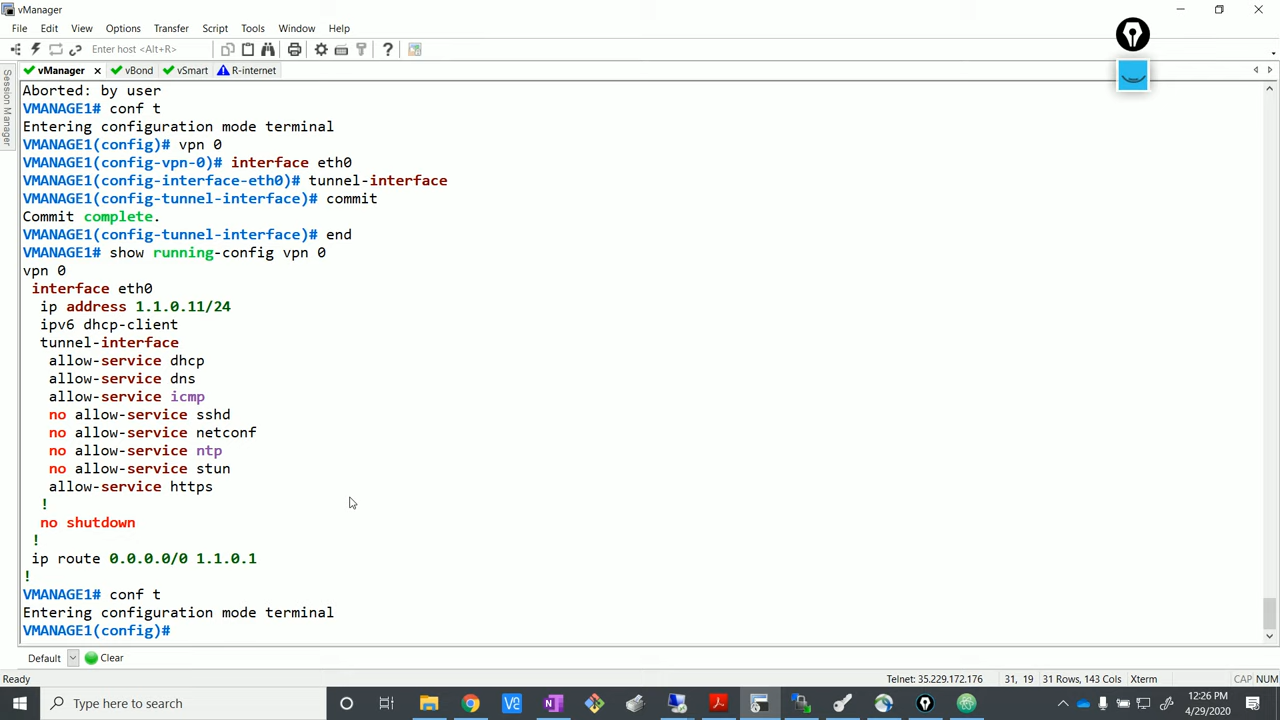 vManager
File Edit View Options Transfer Script Tools Window Help
Enter host <Alt+R>
vManager vBond vSmart R-internet
Session Manager
Aborted: by user
VMANAGE1# conf t
Entering configuration mode terminal
VMANAGE1(config)# vpn 0
VMANAGE1(config-vpn-0)# interface eth0
VMANAGE1(config-interface-eth0)# tunnel-interface
VMANAGE1(config-tunnel-interface)# commit
Commit complete.
VMANAGE1(config-tunnel-interface)# end
VMANAGE1# show running-config vpn 0
vpn 0
interface eth0
ip address 1.1.0.11/24
ipv6 dhcp-client
tunnel-interface
allow-service dhcp
allow-service dns
allow-service icmp
no allow-service sshd
no allow-service netconf
no allow-service ntp
no allow-service stun
allow-service https
!
no shutdown
!
ip route 0.0.0.0/0 1.1.0.1
!
VMANAGE1# conf t
Entering configuration mode terminal
VMANAGE1(config)#
Default Clear
Ready Telnet: 35.229.172.176 31, 19 31 Rows, 143 Cols Xterm CAP NUM
Type here to search
12:26 PM
4/29/2020